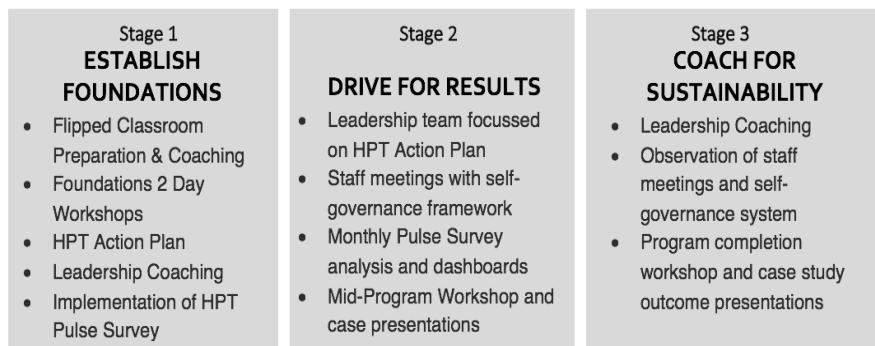 Stage 1
ESTABLISH
FOUNDATIONS
• Flipped Classroom
Preparation & Coaching
• Foundations 2 Day
Workshops
• HPT Action Plan
• Leadership Coaching
• Implementation of HPT
Pulse Survey
Stage 2
DRIVE FOR RESULTS
• Leadership team focussed
on HPT Action Plan
• Staff meetings with self-
governance framework
• Monthly Pulse Survey
analysis and dashboards
• Mid-Program Workshop and
case presentations
Stage 3
COACH FOR
SUSTAINABILITY
• Leadership Coaching
• Observation of staff
meetings and self-
governance system
• Program completion
workshop and case study
outcome presentations